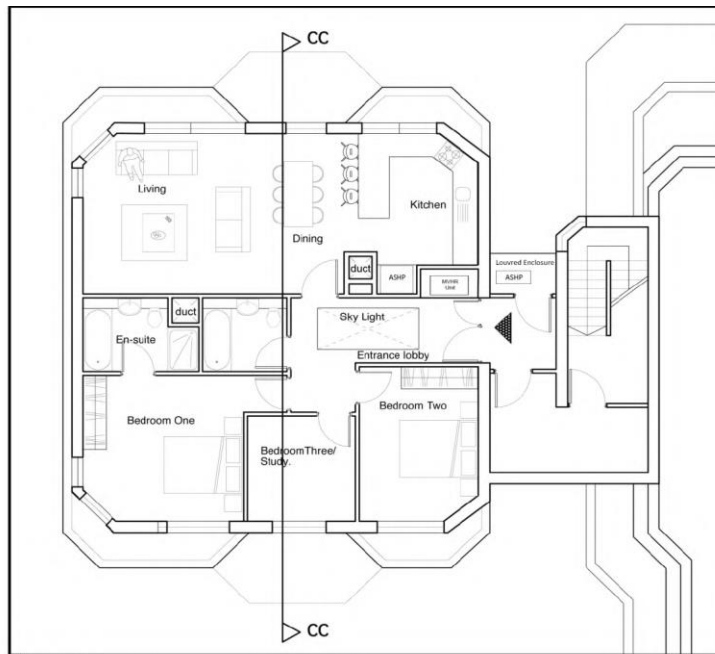 CC
Living
Kitchen
Dining
duct
ASHP
MVHR
Unit
Louvred Enclosure
ASHP
duct
Sky Light
En-suite
Entrance lobby
Bedroom One
Bedroom Two
BedroomThree/
Study.
CC